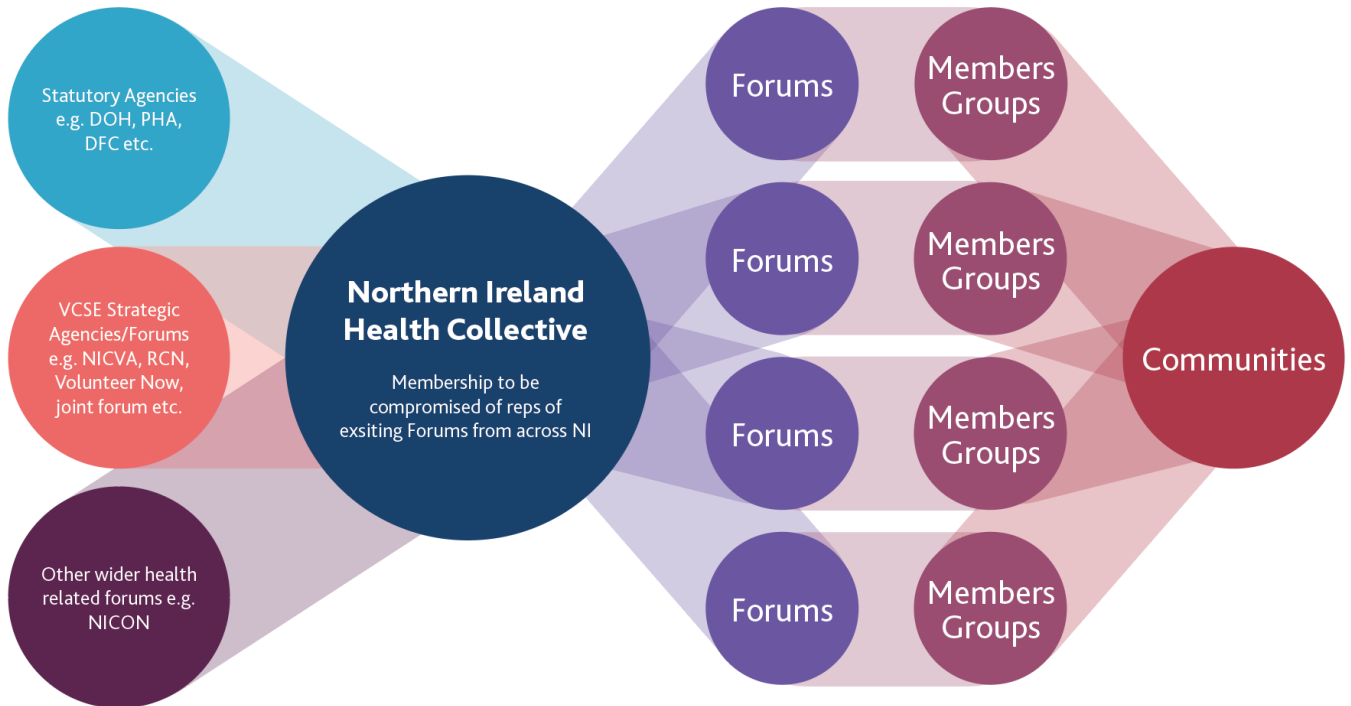 Statutory Agencies
e.g. DOH, PHA,
DFC etc.
VCSE Strategic
Agencies/Forums
e.g. NICVA, RCN,
Volunteer Now,
joint forum etc.
Other wider health
related forums e.g.
NICON
Northern Ireland
Health Collective
Membership to be
compromised of reps of
exsiting Forums from across NI
Forums
Members
Groups
Forums
Members
Groups
Forums
Members
Groups
Forums
Members
Groups
Communities